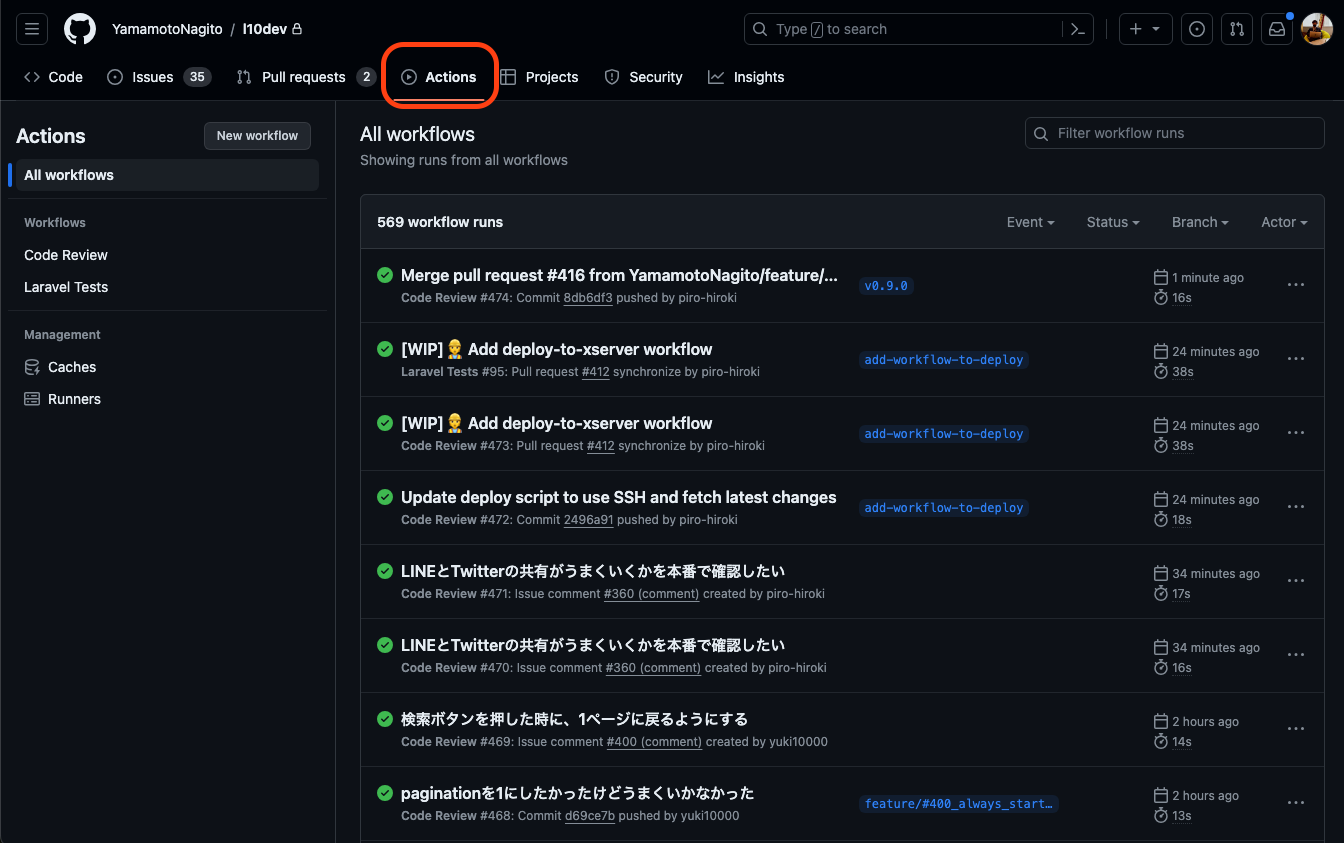 YamamotoNagito / l10dev
Type / to search
Code Issues 35 Pull requests 2 Actions Projects Security Insights
Actions
New workflow
All workflows
Workflows
Code Review
Laravel Tests
Management
Caches
Runners
All workflows
Showing runs from all workflows
Filter workflow runs
569 workflow runs
Event Status Branch Actor
Merge pull request #416 from YamamotoNagito/feature/...
Code Review #474: Commit 8db6df3 pushed by piro-hiroki
v0.9.0
1 minute ago
16s
[WIP]👷 Add deploy-to-xserver workflow
Laravel Tests #95: Pull request #412 synchronize by piro-hiroki
add-workflow-to-deploy
24 minutes ago
38s
[WIP]👷 Add deploy-to-xserver workflow
Code Review #473: Pull request #412 synchronize by piro-hiroki
add-workflow-to-deploy
24 minutes ago
38s
Update deploy script to use SSH and fetch latest changes
Code Review #472: Commit 2496a91 pushed by piro-hiroki
add-workflow-to-deploy
24 minutes ago
18s
LINEとTwitterの共有がうまくいくかを本番で確認したい
Code Review #471: Issue comment #360 (comment) created by piro-hiroki
34 minutes ago
17s
LINEとTwitterの共有がうまくいくかを本番で確認したい
Code Review #470: Issue comment #360 (comment) created by piro-hiroki
34 minutes ago
16s
検索ボタンを押した時に、1ページに戻るようにする
Code Review #469: Issue comment #400 (comment) created by yuki10000
2 hours ago
14s
paginationを1にしたかったけどうまくいかなかった
Code Review #468: Commit d69ce7b pushed by yuki10000
feature/#400_always_start…
2 hours ago
13s